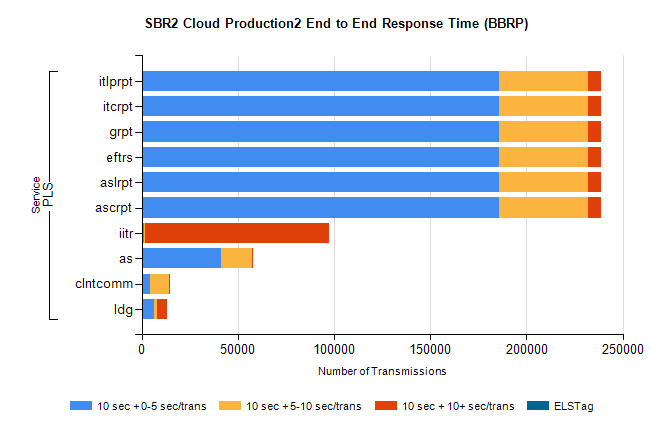 SBR2 Cloud Production2 End to End Response Time (BBRP)
itlprpt
itcrpt
grpt
eftrs
aslrpt
ascrpt
iitr
as
clntcomm
ldg
Service
PLS
0
50000
100000
150000
200000
250000
Number of Transmissions
10 sec +0-5 sec/trans
10 sec +5-10 sec/trans
10 sec + 10+ sec/trans
ELSTag